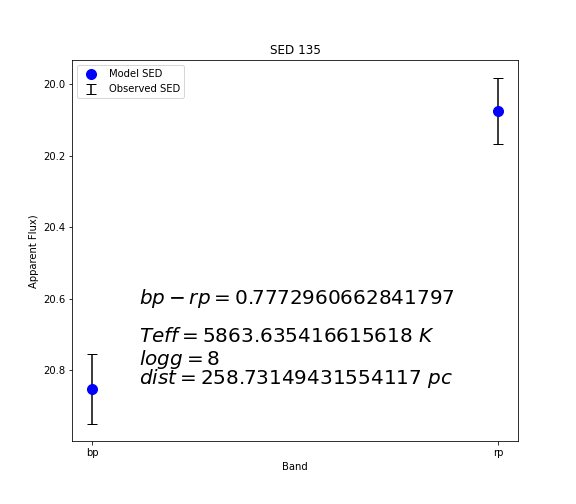 SED 135
Model SED
Observed SED
20.0
20.2
20.4
20.6
20.8
Apparent Flux)
bp − rp = 0.7772960662841797
Teff = 5863.635416615618 K
logg = 8
dist = 258.73149431554117 pc
bp
rp
Band